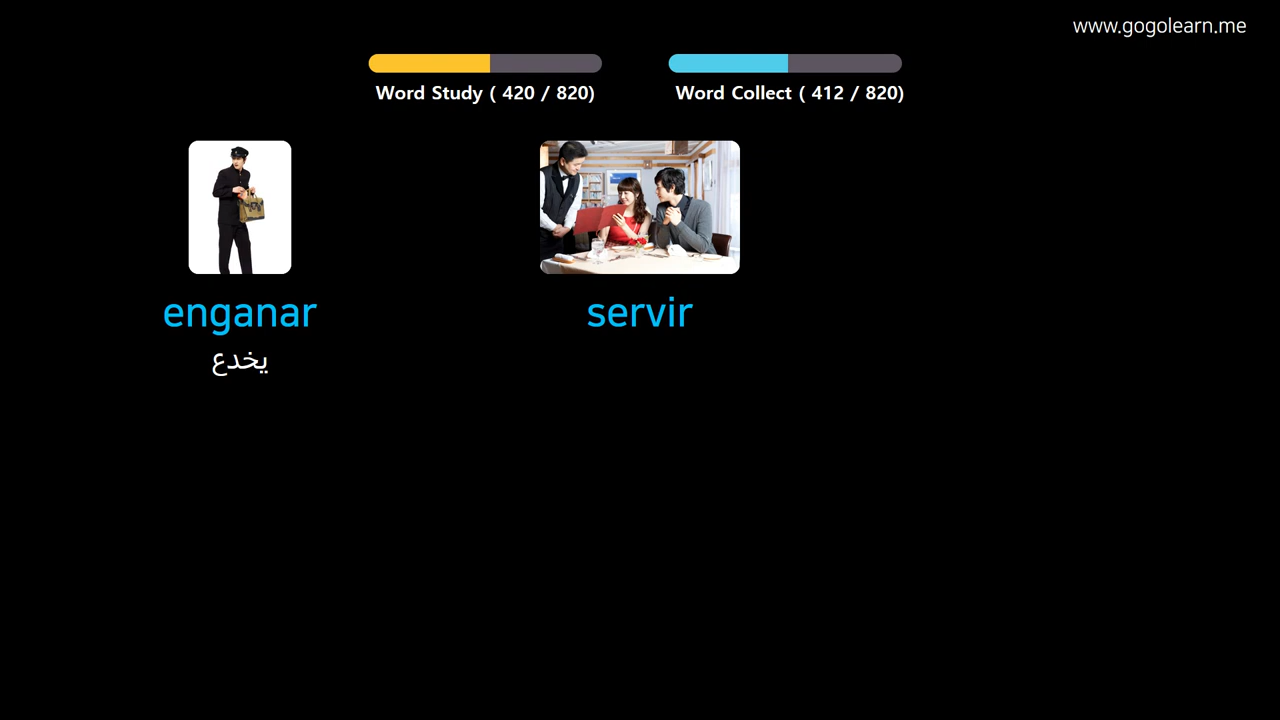 www.gogolearn.me
Word Study ( 420 / 820)
Word Collect ( 412 / 820)
enganar
servir
يخدع